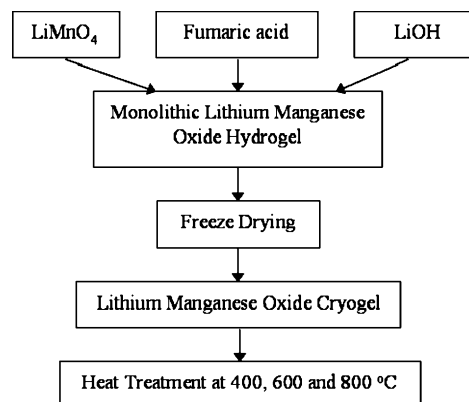 LiMnO₄
Fumaric acid
LiOH
Monolithic Lithium Manganese
Oxide Hydrogel
Freeze Drying
Lithium Manganese Oxide Cryogel
Heat Treatment at 400, 600 and 800 °C